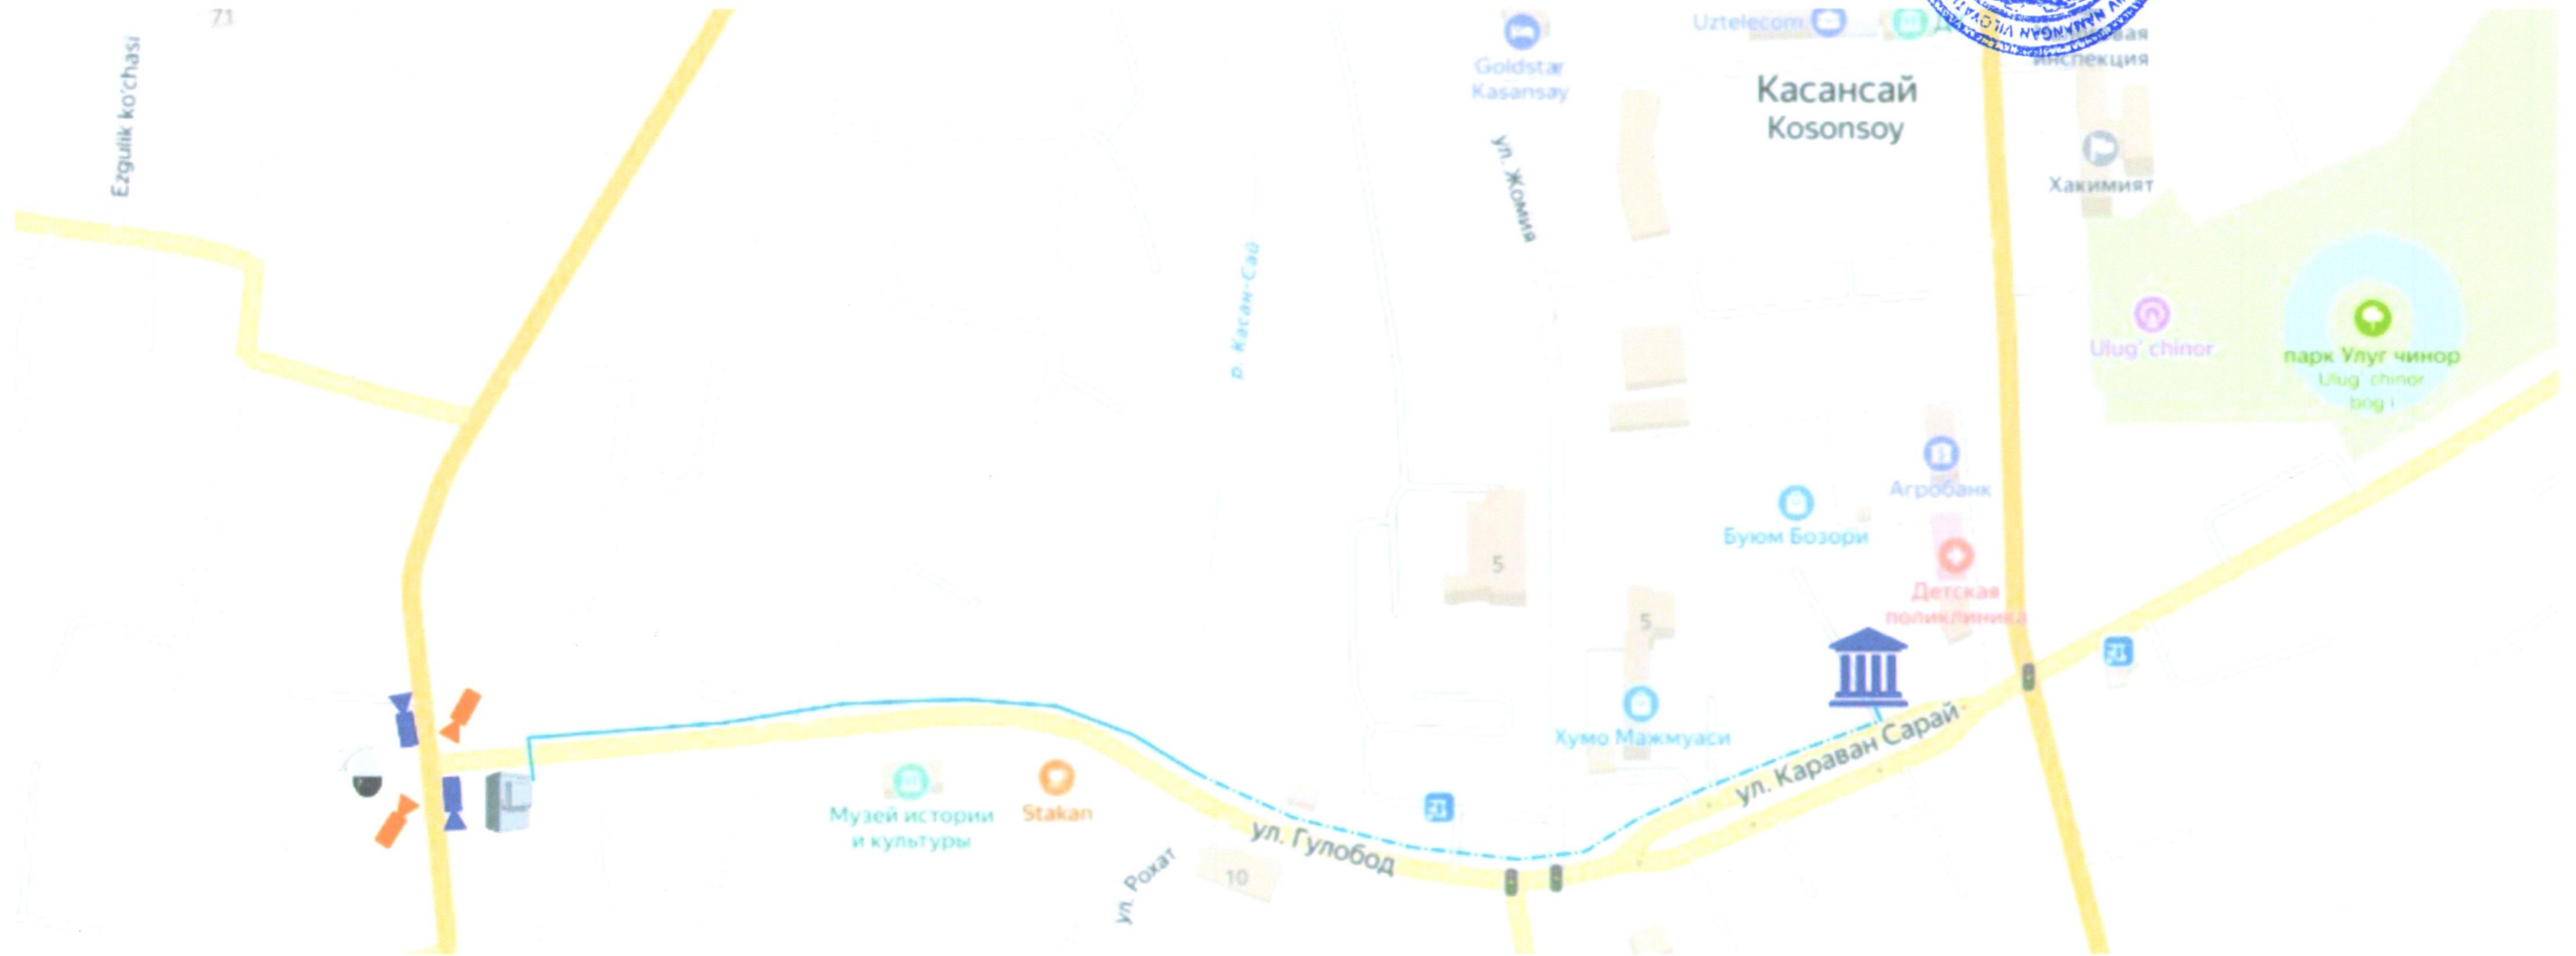 71
Ezgulik ko'chasi
Goldstar
Kasansay
Uztelecom
Касансай
Kosonsoy
инспекция
Хакимият
ул. Жомия
р. Касан-Сай
Ulug' chinor
парк Улуг чинор
Ulug' chinor
bog'i
Агробанк
Буюм Бозори
Детская
поликлиника
5
5
Хумо Мажмуаси
ул. Караван Сарай
Музей истории
и культуры
Stakan
ул. Гулобод
ул. Рохат
10